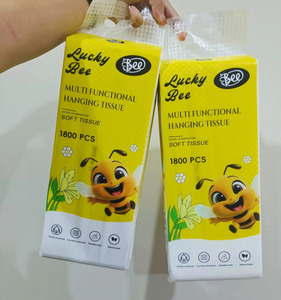 Lucky
Bee
Bee
MULTI FUNCTIONAL
HANGING TISSUE
SOFT TISSUE
1800 PCS
Lucky
Bee
Bee
MULTI FUNCTIONAL
HANGING TISSUE
SOFT TISSUE
1800 PCS